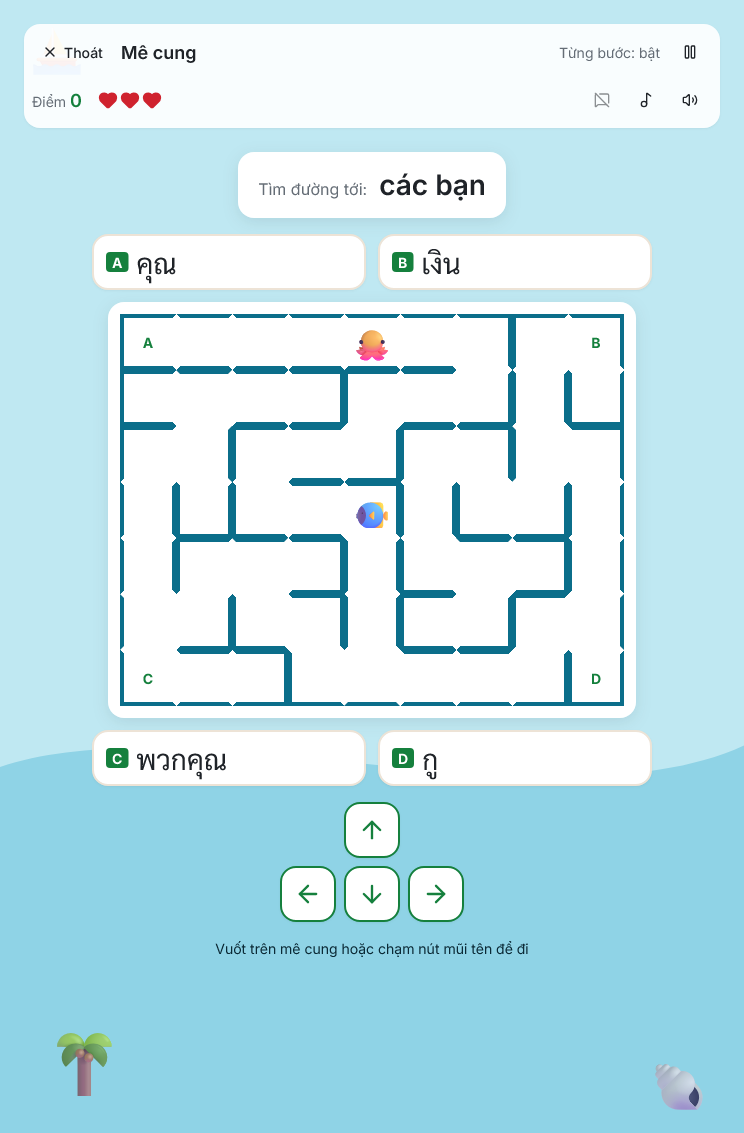 Thoát Mê cung Từng bước: bật
Điểm 0
Tìm đường tới: các bạn
A คุณ
B เงิน
A B
C D
C พวกคุณ
D กู
Vuốt trên mê cung hoặc chạm nút mũi tên để đi